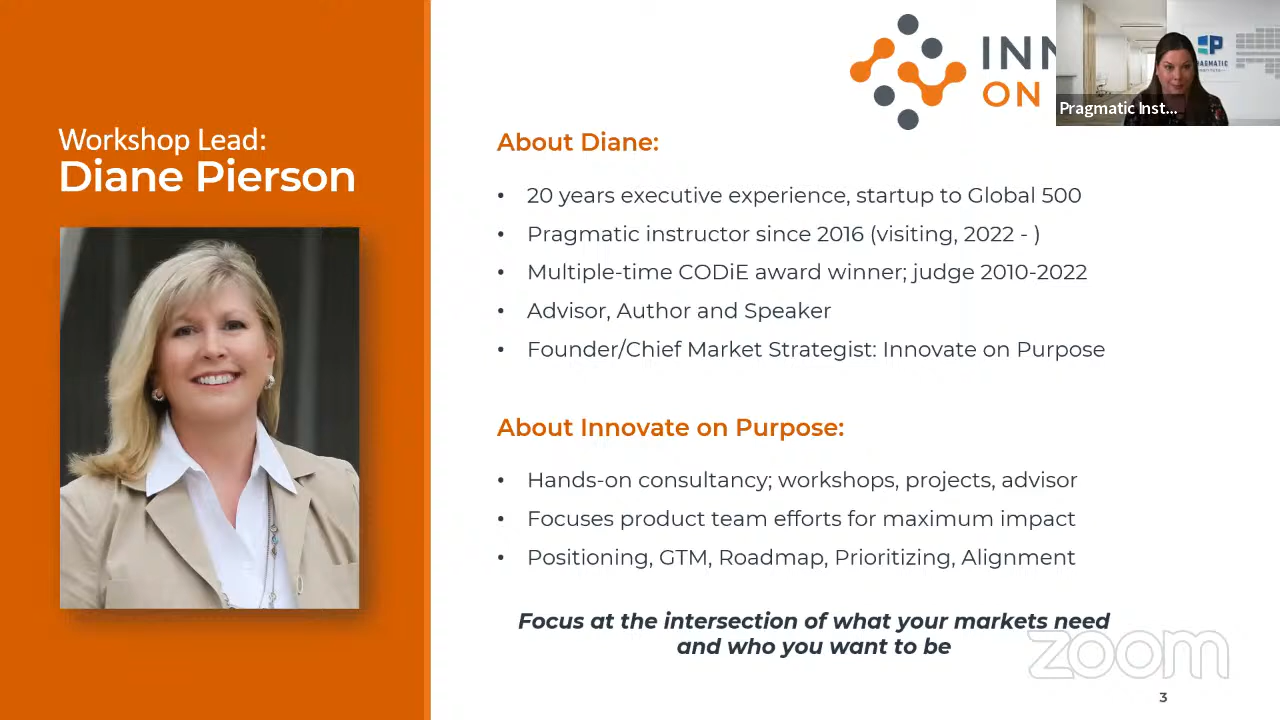 Workshop Lead:
Diane Pierson
INN
ON
PRAGMATIC
Pragmatic Inst...
About Diane:
• 20 years executive experience, startup to Global 500
• Pragmatic instructor since 2016 (visiting, 2022 - )
• Multiple-time CODiE award winner; judge 2010-2022
• Advisor, Author and Speaker
• Founder/Chief Market Strategist: Innovate on Purpose
About Innovate on Purpose:
• Hands-on consultancy; workshops, projects, advisor
• Focuses product team efforts for maximum impact
• Positioning, GTM, Roadmap, Prioritizing, Alignment
Focus at the intersection of what your markets need
and who you want to be
zoom
3